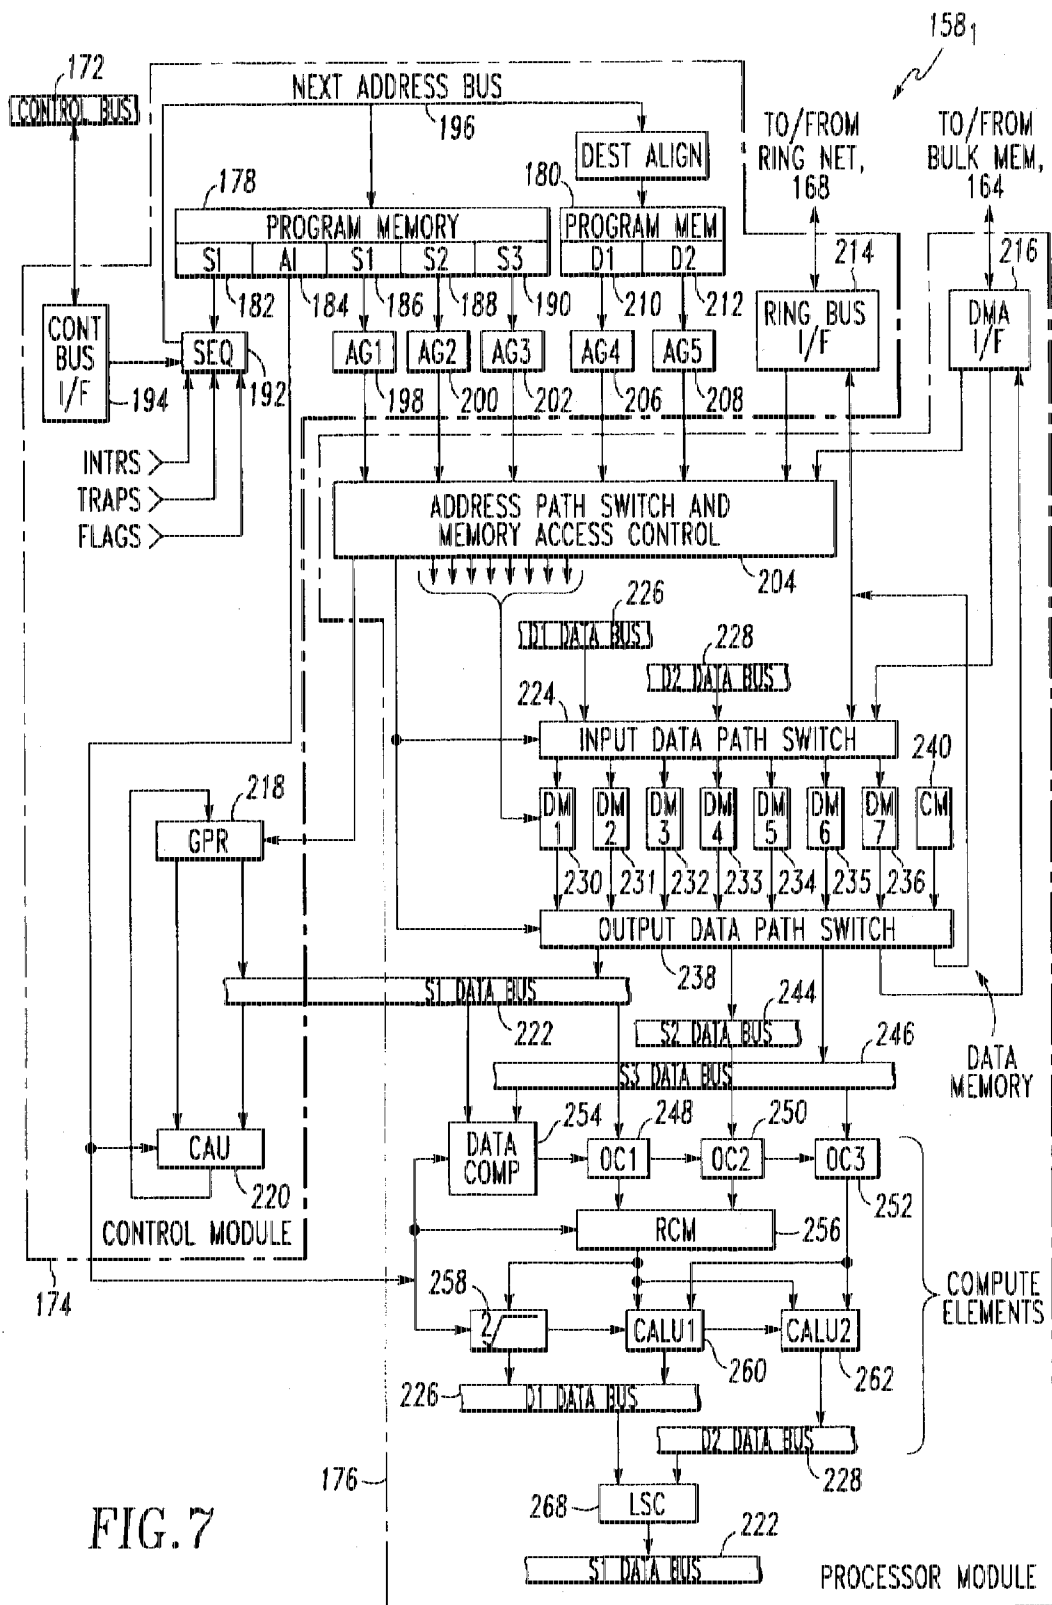 158₁
172
CONTROL BUS
NEXT ADDRESS BUS
196
DEST ALIGN
TO/FROM
RING NET,
168
TO/FROM
BULK MEM,
164
178
PROGRAM MEMORY
S1 AI S1 S2 S3
180
PROGRAM MEM
D1 D2
182 184 186 188 190 210 212
214
RING BUS
I/F
216
DMA
I/F
CONT
BUS
I/F
194
SEQ
192
AG1 AG2 AG3 AG4 AG5
198 200 202 206 208
INTRS
TRAPS
FLAGS
ADDRESS PATH SWITCH AND
MEMORY ACCESS CONTROL
204
226
D1 DATA BUS
228
D2 DATA BUS
224
INPUT DATA PATH SWITCH
240
DM
1
DM
2
DM
3
DM
4
DM
5
DM
6
DM
7
CM
230 231 232 233 234 235 236
218
GPR
OUTPUT DATA PATH SWITCH
238
S1 DATA BUS
222
244
S2 DATA BUS
246
S3 DATA BUS
DATA
MEMORY
CAU
220
CONTROL MODULE
174
DATA
COMP
254
248
OC1
250
OC2
OC3
252
RCM
256
258
2
CALU1
260
CALU2
262
COMPUTE
ELEMENTS
226
D1 DATA BUS
D2 DATA BUS
228
176
268
LSC
222
S1 DATA BUS
FIG.7
PROCESSOR MODULE